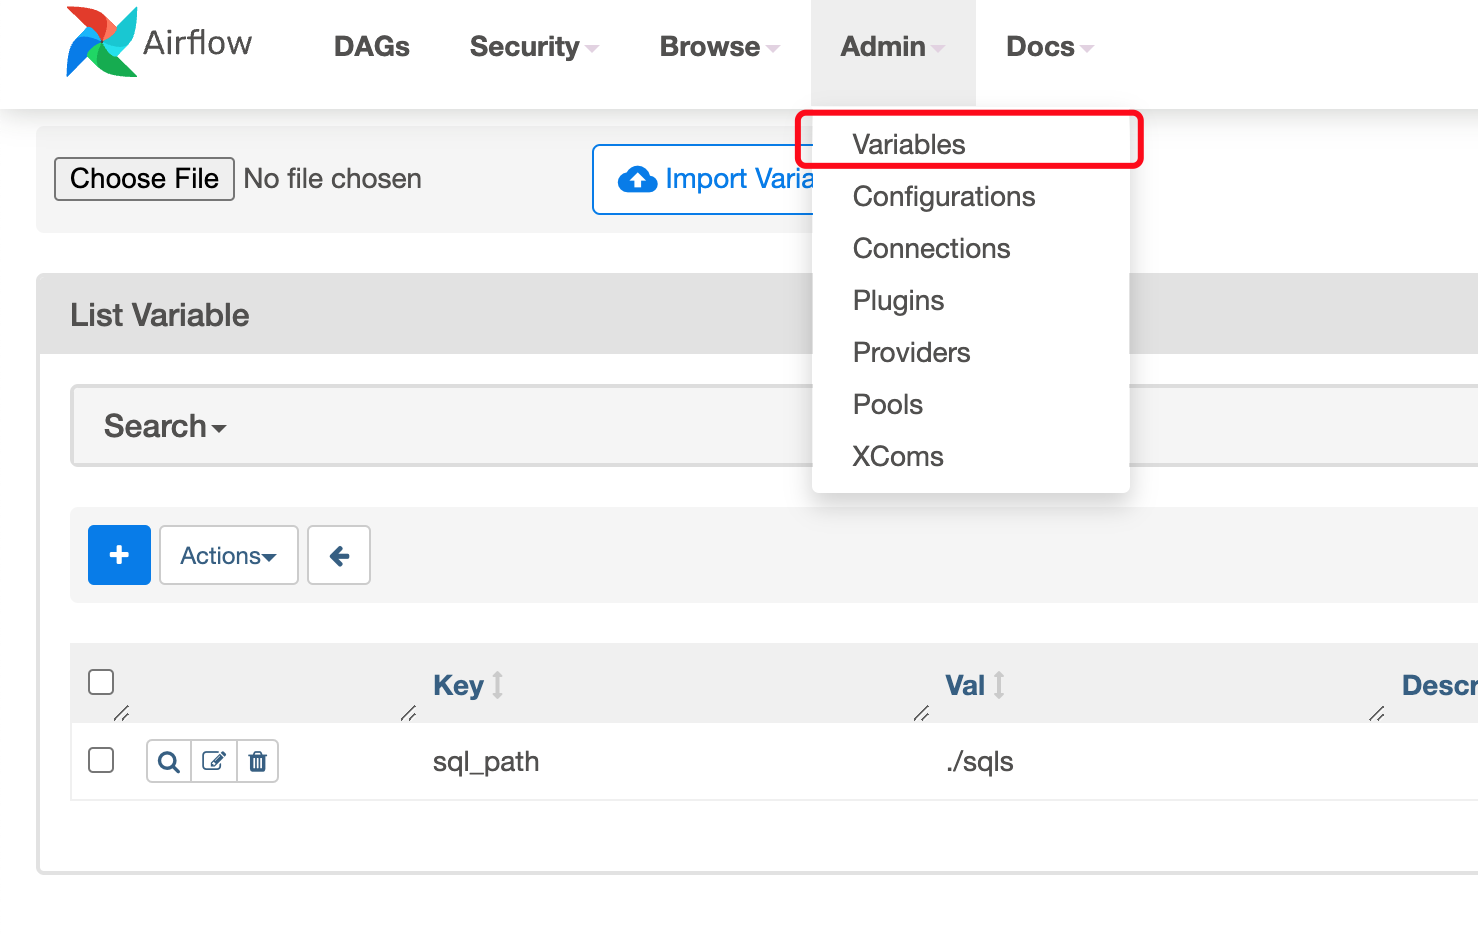 Airflow DAGs Security Browse Admin Docs
Variables
Configurations
Connections
Plugins
Providers
Pools
XComs
Choose File No file chosen Import Varia
List Variable
Search
Actions
Key Val Descr
sql_path ./sqls